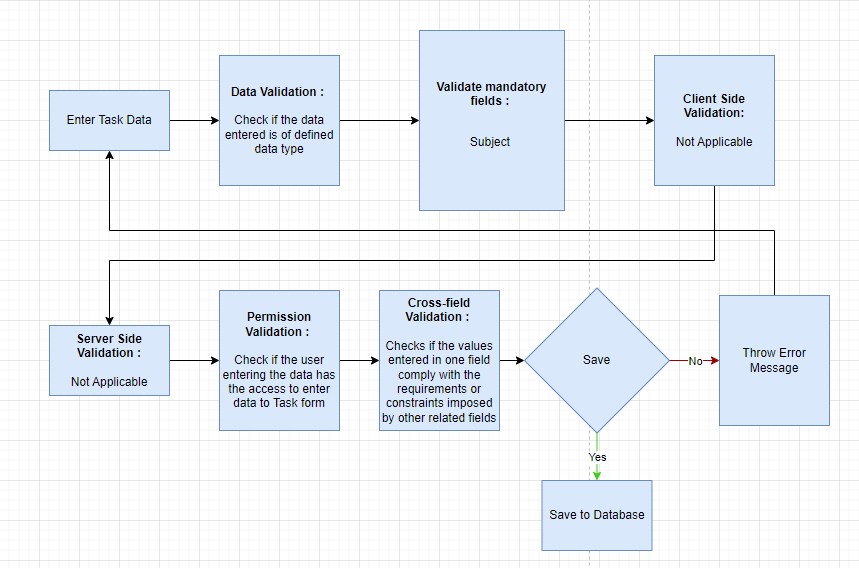 Enter Task Data
Data Validation :
Check if the data
entered is of defined
data type
Validate mandatory
fields :
Subject
Client Side
Validation:
Not Applicable
Server Side
Validation :
Not Applicable
Permission
Validation :
Check if the user
entering the data has
the access to enter
data to Task form
Cross-field
Validation :
Checks if the values
entered in one field
comply with the
requirements or
constraints imposed
by other related fields
Save
No
Throw Error
Message
Yes
Save to Database